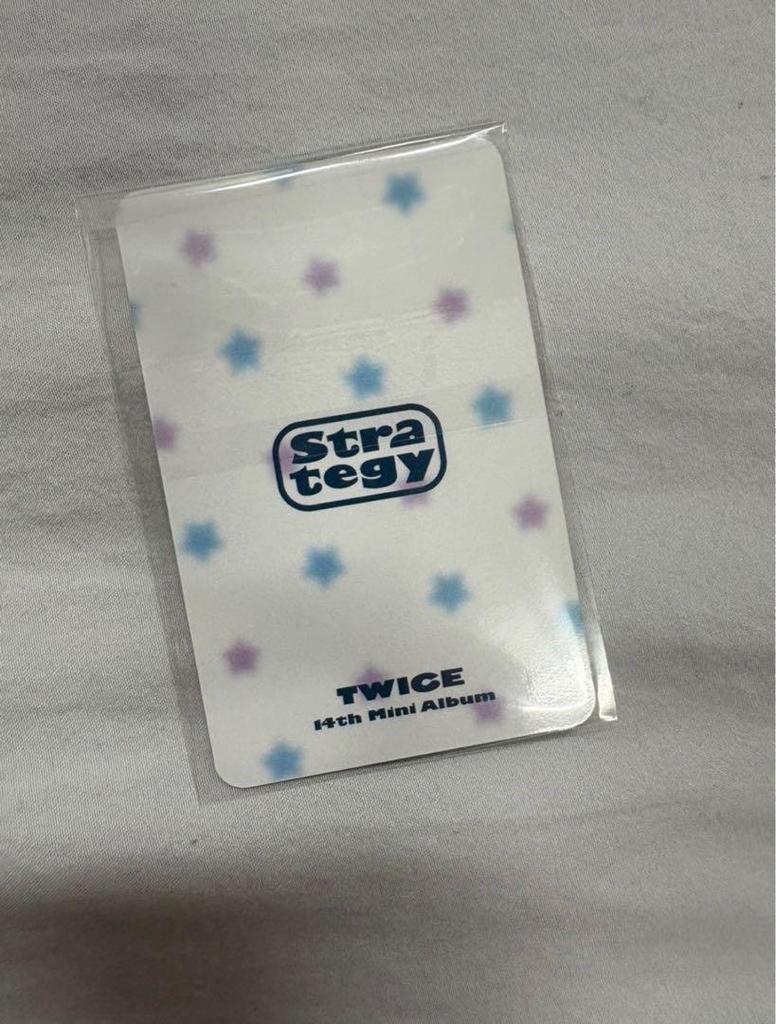 Stra
tegy
TWICE
14th Mini Album